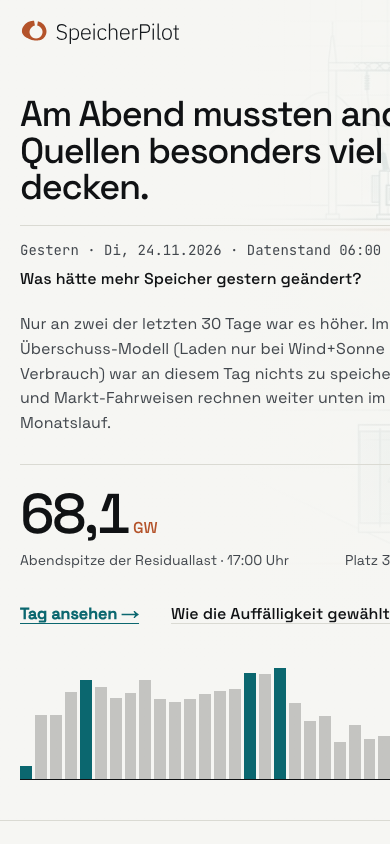 SpeicherPilot
Am Abend mussten
Quellen besonders viel
decken.
Gestern · Di, 24.11.2026 · Datenstand 06:00
Was hätte mehr Speicher gestern geändert?
Nur an zwei der letzten 30 Tage war es höher. Im
Überschuss-Modell (Laden nur bei Wind+Sonne
Verbrauch) war an diesem Tag nichts zu speiche
und Markt-Fahrweisen rechnen weiter unten im
Monatslauf.
68,1 GW
Abendspitze der Residuallast · 17:00 Uhr Platz 3
Tag ansehen → Wie die Auffälligkeit gewählt